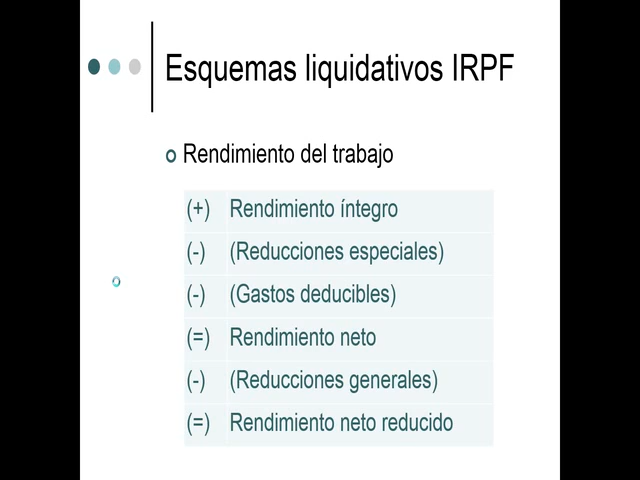 Esquemas liquidativos IRPF
Rendimiento del trabajo
(+) Rendimiento íntegro
(-) (Reducciones especiales)
(-) (Gastos deducibles)
(=) Rendimiento neto
(-) (Reducciones generales)
(=) Rendimiento neto reducido